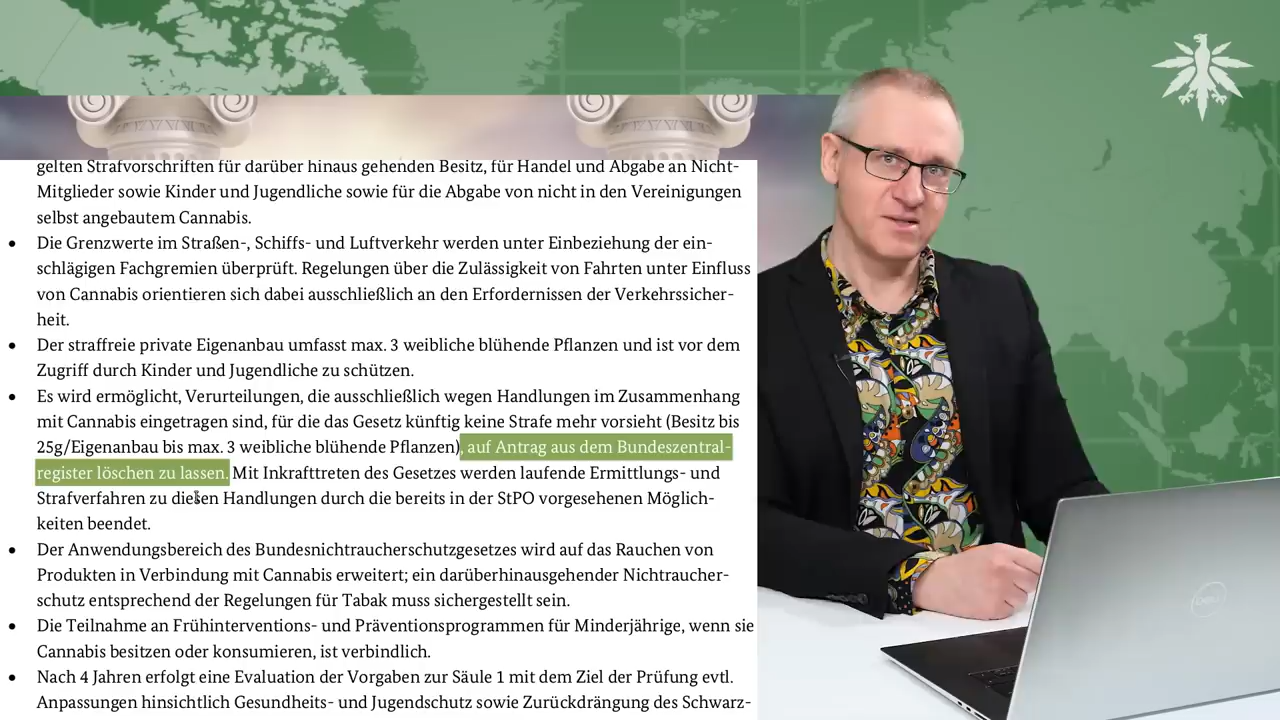 gelten Strafvorschriften für darüber hinaus gehenden Besitz, für Handel und Abgabe an Nicht-
Mitglieder sowie Kinder und Jugendliche sowie für die Abgabe von nicht in den Vereinigungen
selbst angebautem Cannabis.
• Die Grenzwerte im Straßen-, Schiffs- und Luftverkehr werden unter Einbeziehung der ein-
schlägigen Fachgremien überprüft. Regelungen über die Zulässigkeit von Fahrten unter Einfluss
von Cannabis orientieren sich dabei ausschließlich an den Erfordernissen der Verkehrssicher-
heit.
• Der straffreie private Eigenanbau umfasst max. 3 weibliche blühende Pflanzen und ist vor dem
Zugriff durch Kinder und Jugendliche zu schützen.
• Es wird ermöglicht, Verurteilungen, die ausschließlich wegen Handlungen im Zusammenhang
mit Cannabis eingetragen sind, für die das Gesetz künftig keine Strafe mehr vorsieht (Besitz bis
25g/Eigenanbau bis max. 3 weibliche blühende Pflanzen), auf Antrag aus dem Bundeszentral-
register löschen zu lassen. Mit Inkrafttreten des Gesetzes werden laufende Ermittlungs- und
Strafverfahren zu diesen Handlungen durch die bereits in der StPO vorgesehenen Möglich-
keiten beendet.
• Der Anwendungsbereich des Bundesnichtraucherschutzgesetzes wird auf das Rauchen von
Produkten in Verbindung mit Cannabis erweitert; ein darüberhinausgehender Nichtraucher-
schutz entsprechend der Regelungen für Tabak muss sichergestellt sein.
• Die Teilnahme an Frühinterventions- und Präventionsprogrammen für Minderjährige, wenn sie
Cannabis besitzen oder konsumieren, ist verbindlich.
• Nach 4 Jahren erfolgt eine Evaluation der Vorgaben zur Säule 1 mit dem Ziel der Prüfung evtl.
Anpassungen hinsichtlich Gesundheits- und Jugendschutz sowie Zurückdrängung des Schwarz-
DELL